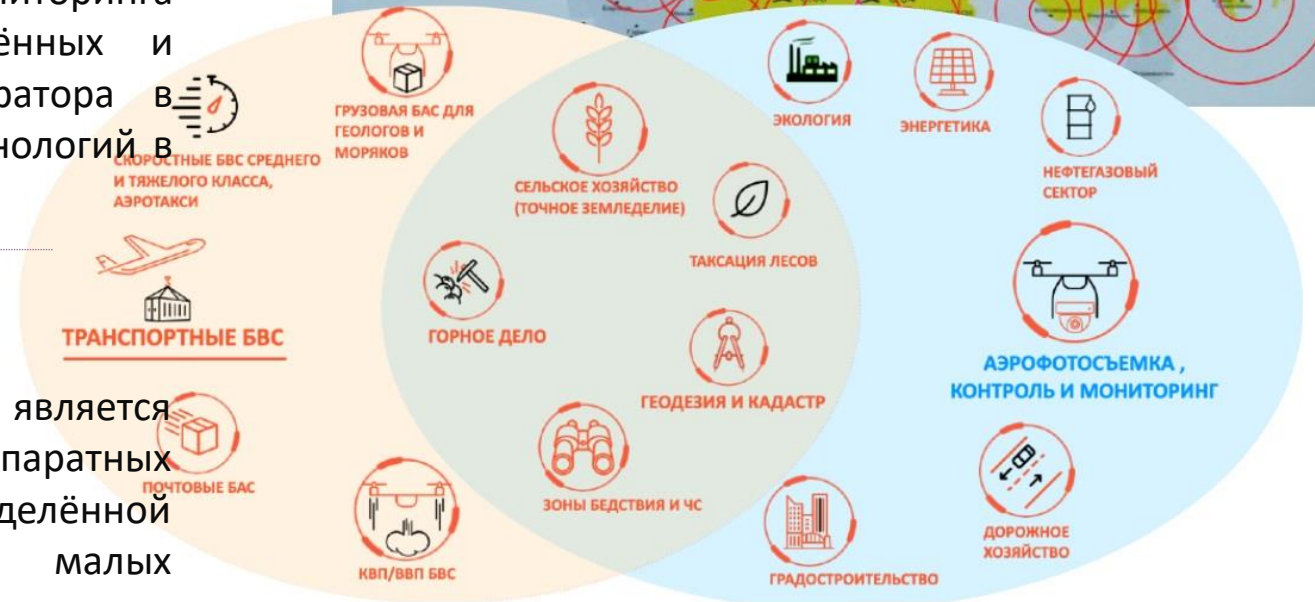 ённых и
ратора в
нологий в
является
ппаратных
делённой
малых
ГРУЗОВАЯ БАС ДЛЯ
ГЕОЛОГОВ И
МОРЯКОВ
СКОРОСТНЫЕ БВС СРЕДНЕГО
И ТЯЖЕЛОГО КЛАССА,
АЭРОТАКСИ
ТРАНСПОРТНЫЕ БВС
ПОЧТОВЫЕ БАС
КВП/ВВП БВС
СЕЛЬСКОЕ ХОЗЯЙСТВО
(ТОЧНОЕ ЗЕМЛЕДЕЛИЕ)
ТАКСАЦИЯ ЛЕСОВ
ГОРНОЕ ДЕЛО
ГЕОДЕЗИЯ И КАДАСТР
ЗОНЫ БЕДСТВИЯ И ЧС
ЭКОЛОГИЯ
ЭНЕРГЕТИКА
НЕФТЕГАЗОВЫЙ
СЕКТОР
АЭРОФОТОСЪЕМКА ,
КОНТРОЛЬ И МОНИТОРИНГ
ДОРОЖНОЕ
ХОЗЯЙСТВО
ГРАДОСТРОИТЕЛЬСТВО